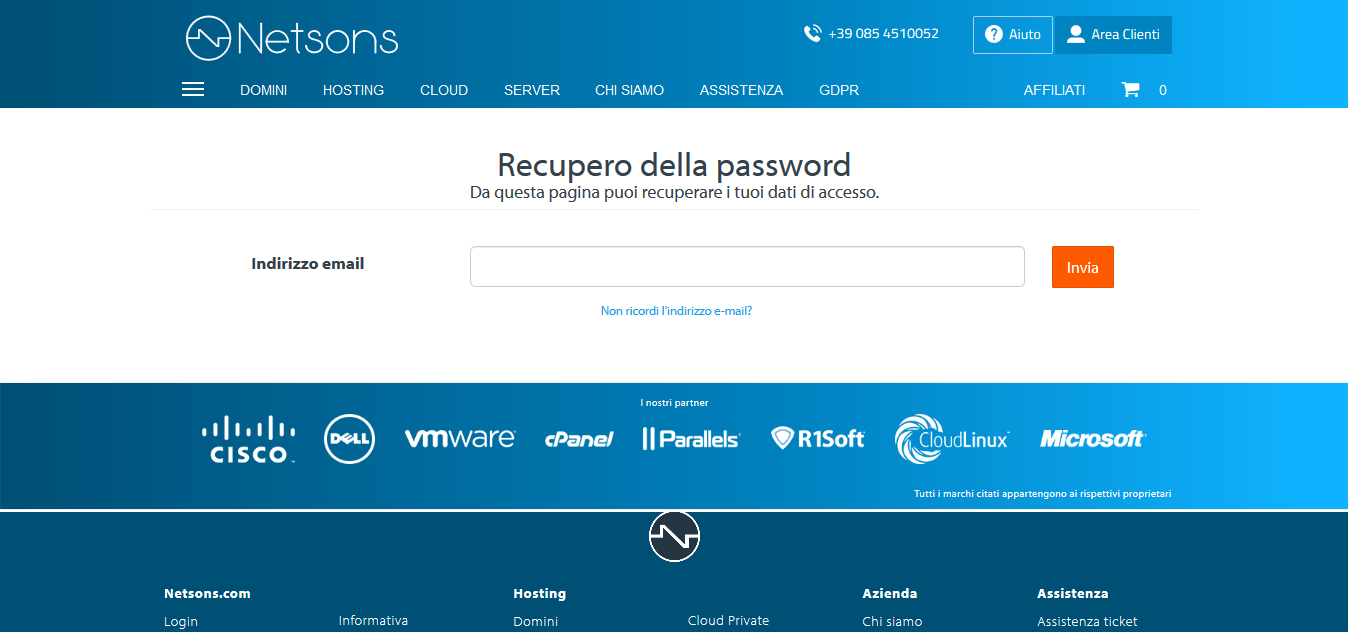 Netsons
+39 085 4510052
? Aiuto
Area Clienti
DOMINI HOSTING CLOUD SERVER CHI SIAMO ASSISTENZA GDPR AFFILIATI 0
Recupero della password
Da questa pagina puoi recuperare i tuoi dati di accesso.
Indirizzo email
Invia
Non ricordi l'indirizzo e-mail?
I nostri partner
CISCO DELL vmware cPanel Parallels R1Soft CloudLinux Microsoft
Tutti i marchi citati appartengono ai rispettivi proprietari
Netsons.com Hosting Azienda Assistenza
Login Informativa Domini Cloud Private Chi siamo Assistenza ticket